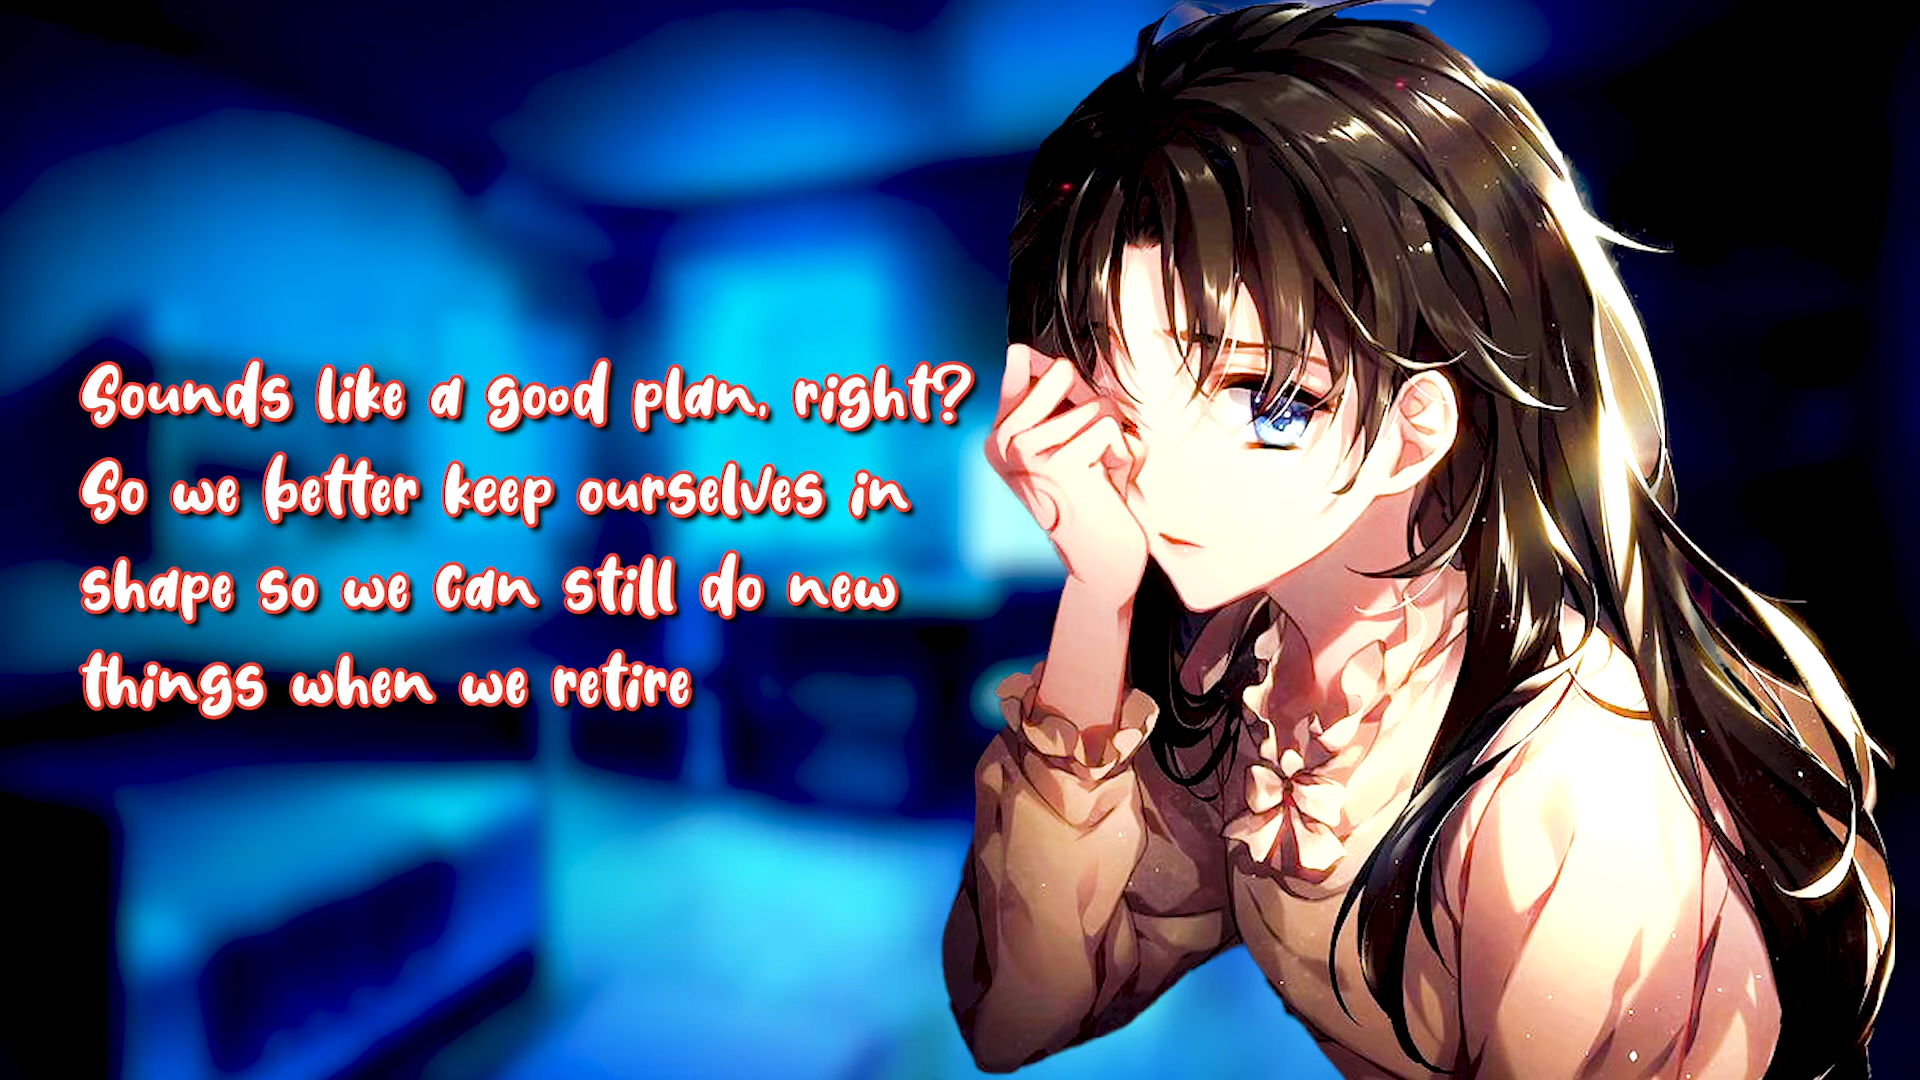 Sounds like a good plan, right?
So we better keep ourselves in
shape so we can still do new
things when we retire